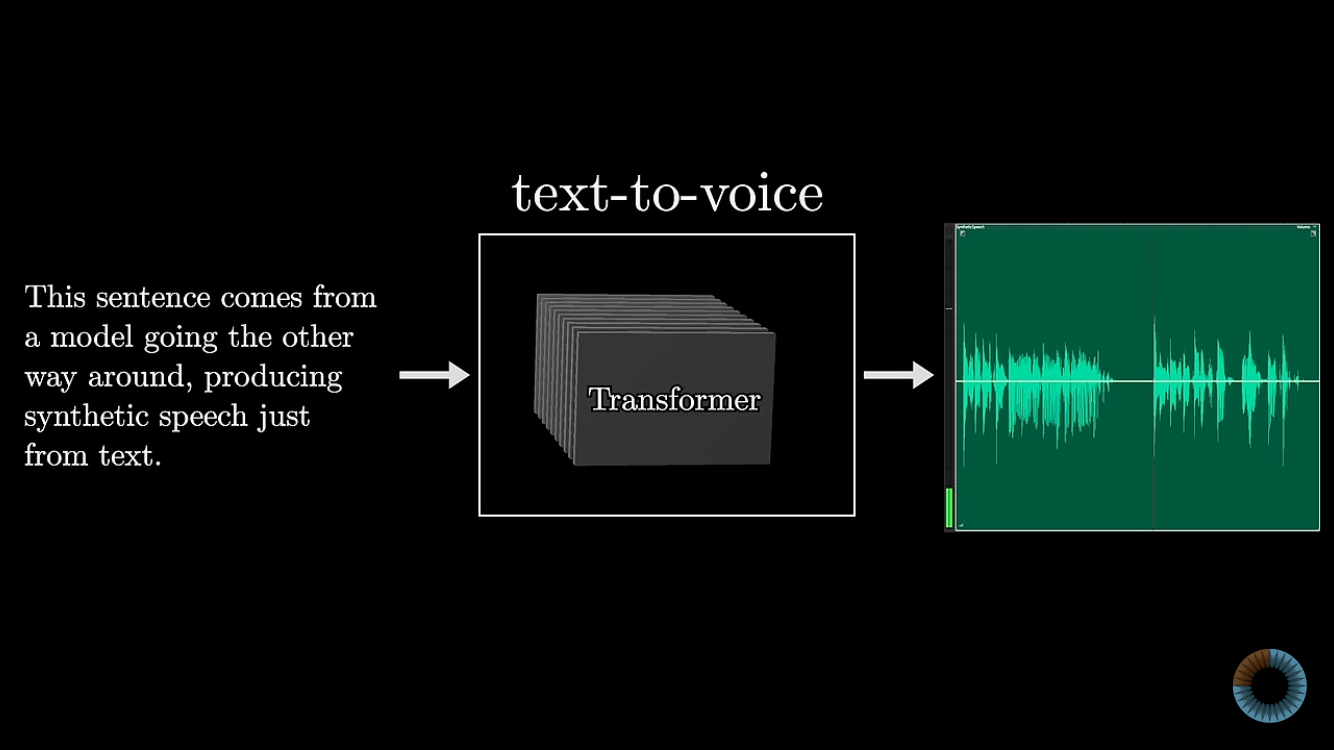 text-to-voice
This sentence comes from
a model going the other
way around, producing
synthetic speech just
from text.
Transformer
SyntheticSpeech
Volume